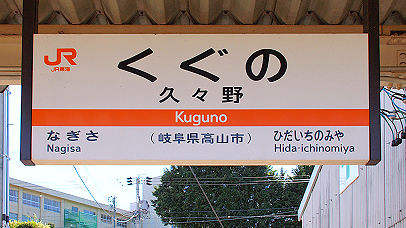 JR
JR東海
くぐの
久々野
Kuguno
なぎさ
Nagisa
(岐阜県高山市)
ひだいちのみや
Hida-ichinomiya